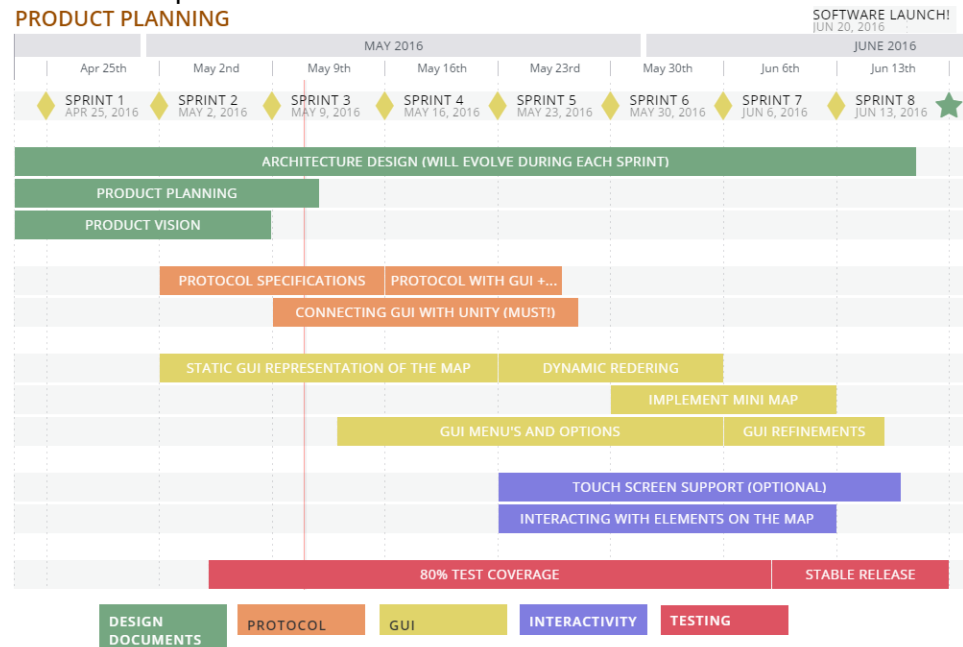 PRODUCT PLANNING
SOFTWARE LAUNCH!
JUN 20, 2016
MAY 2016
JUNE 2016
Apr 25th
May 2nd
May 9th
May 16th
May 23rd
May 30th
Jun 6th
Jun 13th
SPRINT 1
APR 25, 2016
SPRINT 2
MAY 2, 2016
SPRINT 3
MAY 9, 2016
SPRINT 4
MAY 16, 2016
SPRINT 5
MAY 23, 2016
SPRINT 6
MAY 30, 2016
SPRINT 7
JUN 6, 2016
SPRINT 8
JUN 13, 2016
ARCHITECTURE DESIGN (WILL EVOLVE DURING EACH SPRINT)
PRODUCT PLANNING
PRODUCT VISION
PROTOCOL SPECIFICATIONS
PROTOCOL WITH GUI +...
CONNECTING GUI WITH UNITY (MUST!)
STATIC GUI REPRESENTATION OF THE MAP
DYNAMIC REDERING
IMPLEMENT MINI MAP
GUI MENU'S AND OPTIONS
GUI REFINEMENTS
TOUCH SCREEN SUPPORT (OPTIONAL)
INTERACTING WITH ELEMENTS ON THE MAP
80% TEST COVERAGE
STABLE RELEASE
DESIGN
DOCUMENTS
PROTOCOL
GUI
INTERACTIVITY
TESTING